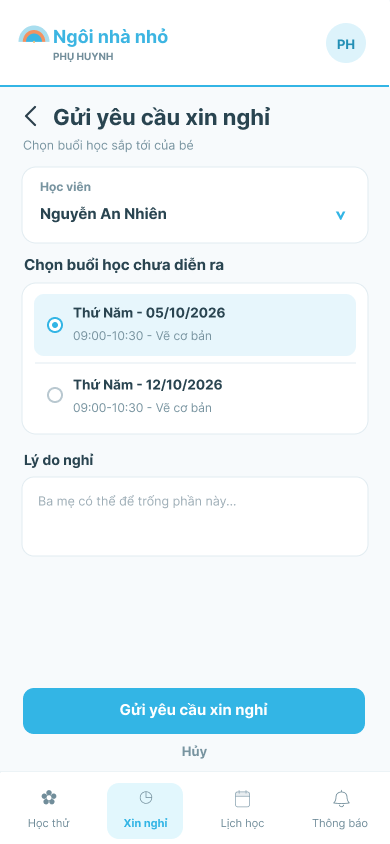 Ngôi nhà nhỏ
PHỤ HUYNH
PH
Gửi yêu cầu xin nghỉ
Chọn buổi học sắp tới của bé
Học viên
Nguyễn An Nhiên
Chọn buổi học chưa diễn ra
Thứ Năm - 05/10/2026
09:00-10:30 - Vẽ cơ bản
Thứ Năm - 12/10/2026
09:00-10:30 - Vẽ cơ bản
Lý do nghỉ
Ba mẹ có thể để trống phần này...
Gửi yêu cầu xin nghỉ
Hủy
Học thử
Xin nghỉ
Lịch học
Thông báo